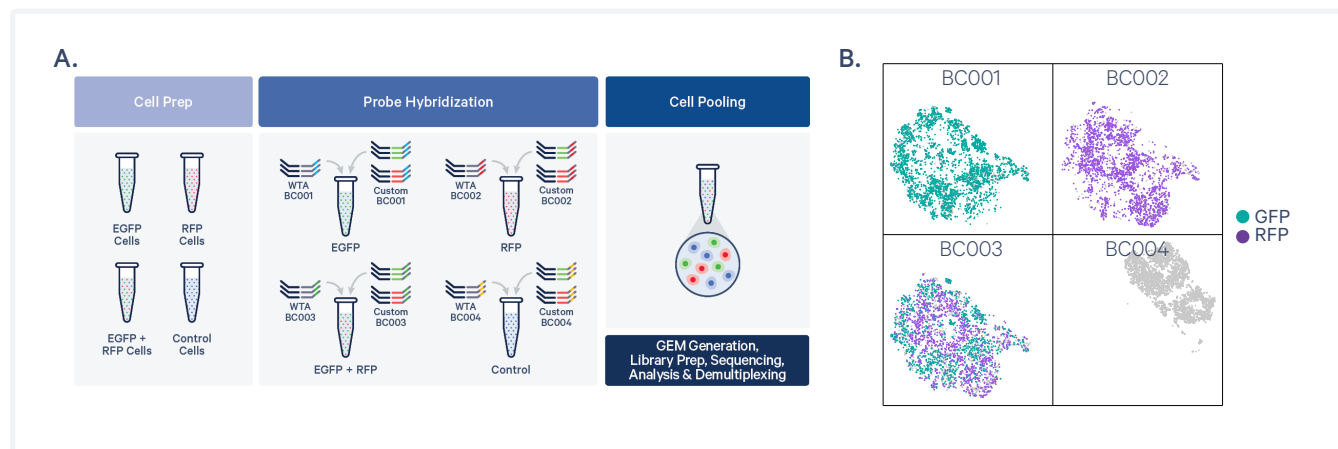 A.
Cell Prep
Probe Hybridization
Cell Pooling
EGFP
Cells
RFP
Cells
EGFP +
RFP Cells
Control
Cells
WTA
BC001
Custom
BC001
EGFP
WTA
BC002
Custom
BC002
RFP
WTA
BC003
Custom
BC003
EGFP + RFP
WTA
BC004
Custom
BC004
Control
GEM Generation,
Library Prep, Sequencing,
Analysis & Demultiplexing
B.
BC001
BC002
BC003
BC004
GFP
RFP